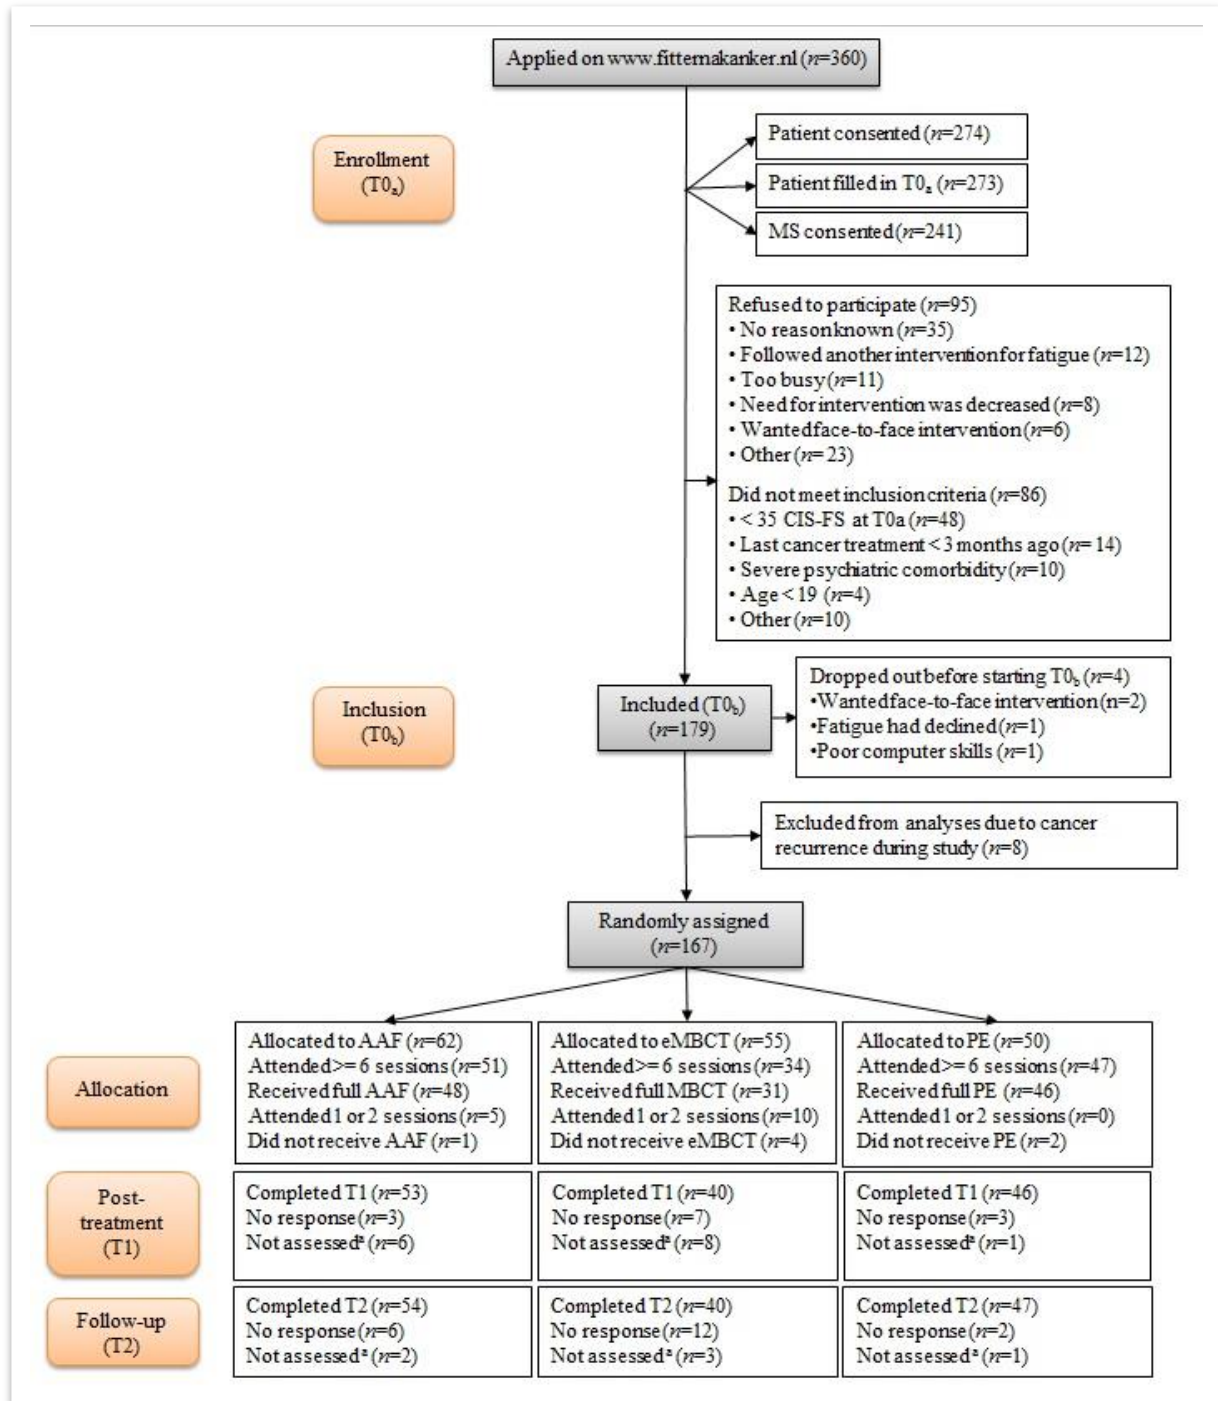 Applied on www.fitternakanker.nl (n=360)
Enrollment
(T0a)
Patient consented (n=274)
Patient filled in T0a (n=273)
MS consented (n=241)
Refused to participate (n=95)
• No reason known (n=35)
• Followed another intervention for fatigue (n=12)
• Too busy (n=11)
• Need for intervention was decreased (n=8)
• Wanted face-to-face intervention (n=6)
• Other (n= 23)
Did not meet inclusion criteria (n=86)
• < 35 CIS-FS at T0a (n=48)
• Last cancer treatment < 3 months ago (n= 14)
• Severe psychiatric comorbidity (n=10)
• Age < 19 (n=4)
• Other (n=10)
Inclusion
(T0b)
Included (T0b)
(n=179)
Dropped out before starting T0b (n=4)
•Wanted face-to-face intervention (n=2)
•Fatigue had declined (n=1)
•Poor computer skills (n=1)
Excluded from analyses due to cancer
recurrence during study (n=8)
Randomly assigned
(n=167)
Allocation
Allocated to AAF (n=62)
Attended >= 6 sessions (n=51)
Received full AAF (n=48)
Attended 1 or 2 sessions (n=5)
Did not receive AAF (n=1)
Allocated to eMBCT (n=55)
Attended >= 6 sessions (n=34)
Received full MBCT (n=31)
Attended 1 or 2 sessions (n=10)
Did not receive eMBCT (n=4)
Allocated to PE (n=50)
Attended >= 6 sessions (n=47)
Received full PE (n=46)
Attended 1 or 2 sessions (n=0)
Did not receive PE (n=2)
Post-
treatment
(T1)
Completed T1 (n=53)
No response (n=3)
Not assessedª (n=6)
Completed T1 (n=40)
No response (n=7)
Not assessedª (n=8)
Completed T1 (n=46)
No response (n=3)
Not assessedª (n=1)
Follow-up
(T2)
Completed T2 (n=54)
No response (n=6)
Not assessedª (n=2)
Completed T2 (n=40)
No response (n=12)
Not assessedª (n=3)
Completed T2 (n=47)
No response (n=2)
Not assessedª (n=1)